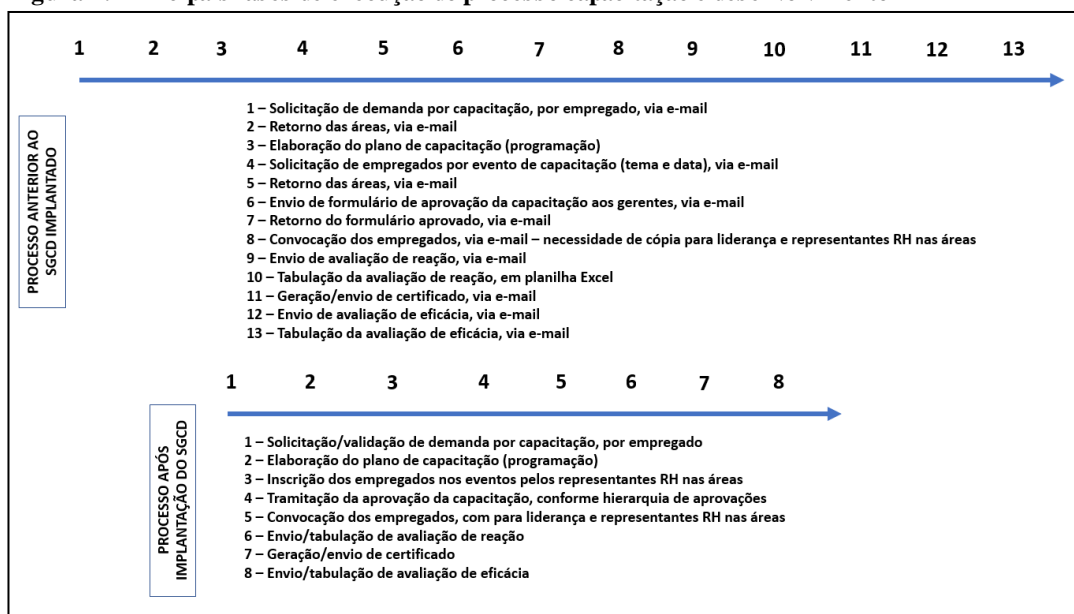 1 2 3 4 5 6 7 8 9 10 11 12 13
PROCESSO ANTERIOR AO
SGCD IMPLANTADO
1 – Solicitação de demanda por capacitação, por empregado, via e-mail
2 – Retorno das áreas, via e-mail
3 – Elaboração do plano de capacitação (programação)
4 – Solicitação de empregados por evento de capacitação (tema e data), via e-mail
5 – Retorno das áreas, via e-mail
6 – Envio de formulário de aprovação da capacitação aos gerentes, via e-mail
7 – Retorno do formulário aprovado, via e-mail
8 – Convocação dos empregados, via e-mail – necessidade de cópia para liderança e representantes RH nas áreas
9 – Envio de avaliação de reação, via e-mail
10 – Tabulação da avaliação de reação, em planilha Excel
11 – Geração/envio de certificado, via e-mail
12 – Envio de avaliação de eficácia, via e-mail
13 – Tabulação da avaliação de eficácia, via e-mail
1 2 3 4 5 6 7 8
PROCESSO APÓS
IMPLANTAÇÃO DO SGCD
1 – Solicitação/validação de demanda por capacitação, por empregado
2 – Elaboração do plano de capacitação (programação)
3 – Inscrição dos empregados nos eventos pelos representantes RH nas áreas
4 – Tramitação da aprovação da capacitação, conforme hierarquia de aprovações
5 – Convocação dos empregados, com para liderança e representantes RH nas áreas
6 – Envio/tabulação de avaliação de reação
7 – Geração/envio de certificado
8 – Envio/tabulação de avaliação de eficácia